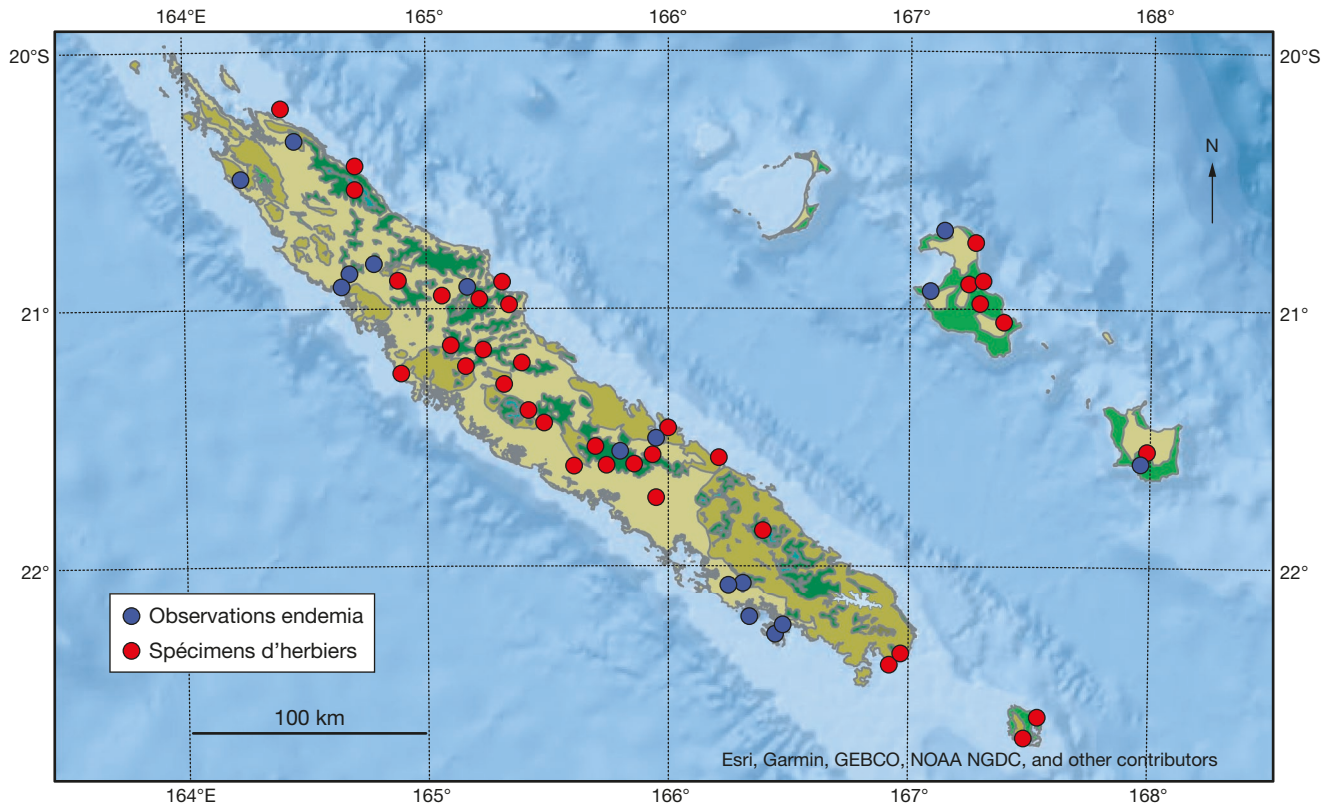 164°E 165° 166° 167° 168°
20°S 20°S
N
21° 21°
22° 22°
Observations endemia
Spécimens d'herbiers
100 km
Esri, Garmin, GEBCO, NOAA NGDC, and other contributors
164°E 165° 166° 167° 168°